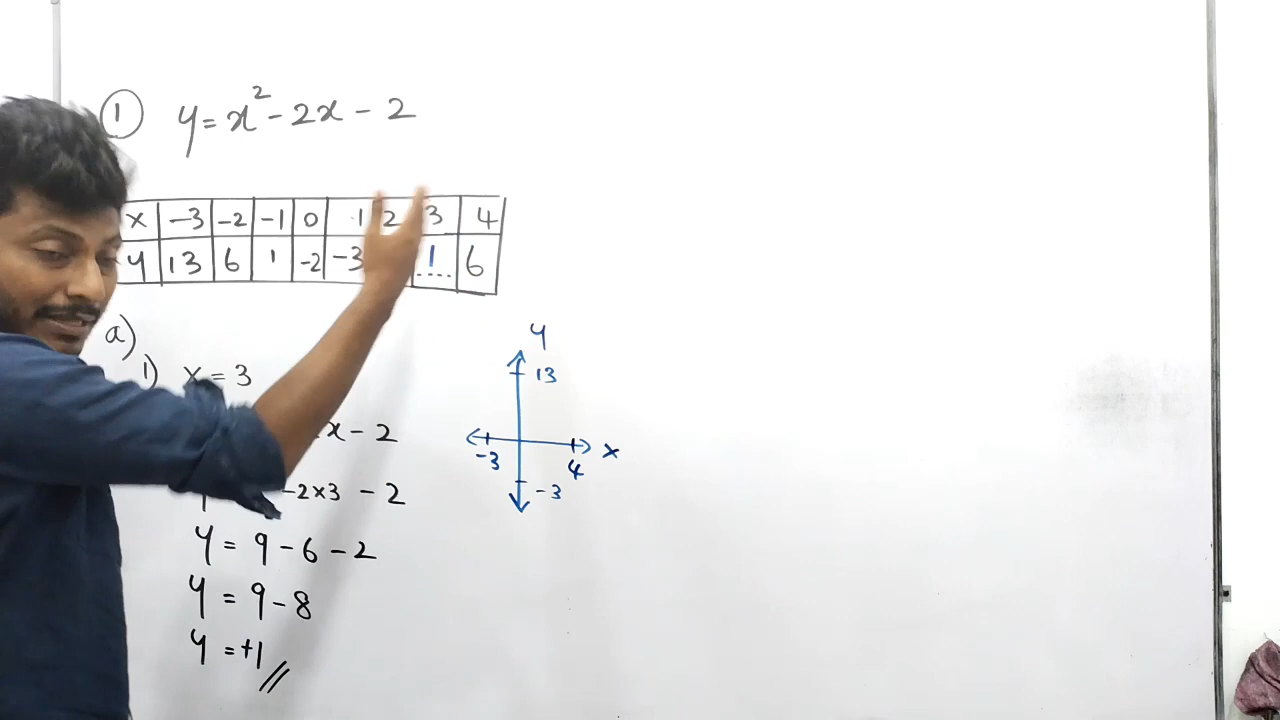 1 y = x² - 2x - 2
x -3 -2 -1 0 1 2 3 4
y 13 6 1 -2 -3 1 6
a)
1) x = 3
x - 2
-2×3 - 2
y = 9 - 6 - 2
y = 9 - 8
y = +1
y
13
-3 4 x
-3